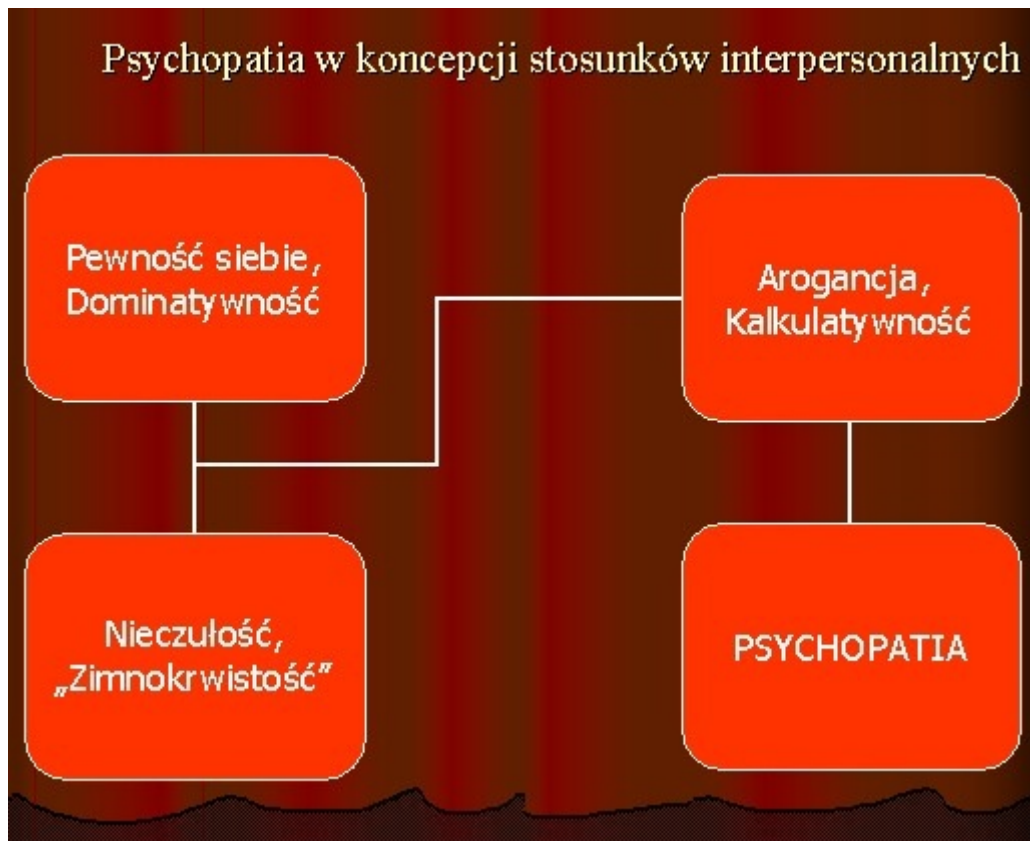 Psychopatia w koncepcji stosunków interpersonalnych
Pewność siebie,
Dominatywność
Arogancja,
Kalkulatywność
Nieczułość,
„Zimnokrwistość”
PSYCHOPATIA